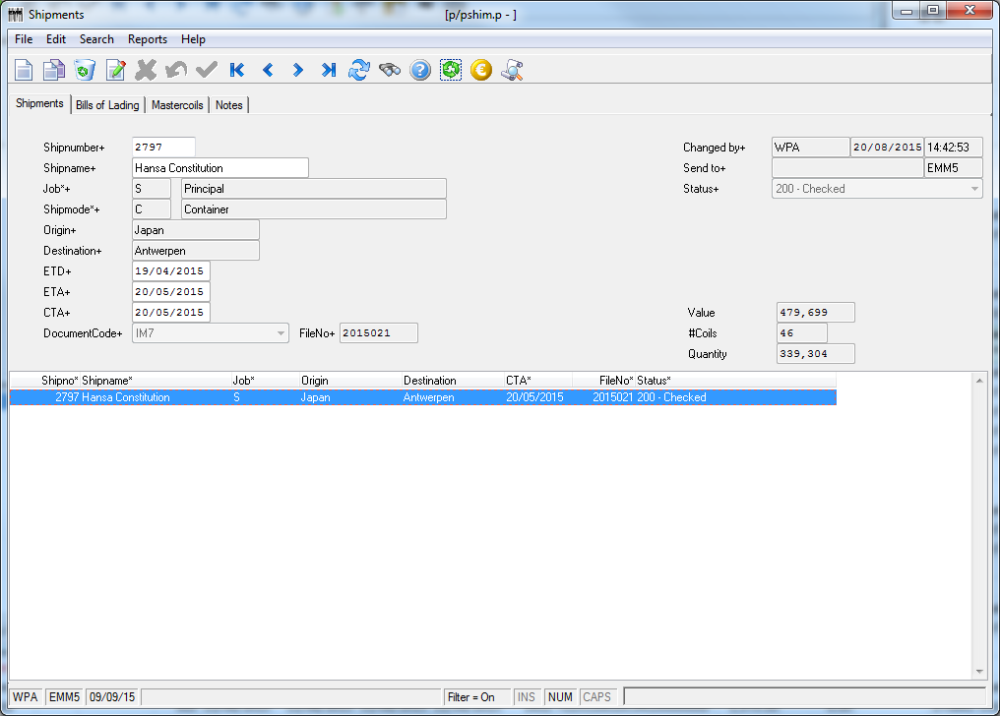 Shipments [p/pshim.p - ]
File Edit Search Reports Help
Shipments Bills of Lading Mastercoils Notes
Shipnumber+ 2797 Changed by+ WPA 20/08/2015 14:42:53
Shipname+ Hansa Constitution Send to+ EMM5
Job*+ S Principal Status+ 200 - Checked
Shipmode*+ C Container
Origin+ Japan
Destination+ Antwerpen
ETD+ 19/04/2015
ETA+ 20/05/2015
CTA+ 20/05/2015 Value 479,699
DocumentCode+ IM7 FileNo+ 2015021 #Coils 46
Quantity 339,304
Shipno* Shipname* Job* Origin Destination CTA* FileNo* Status*
2797 Hansa Constitution S Japan Antwerpen 20/05/2015 2015021 200 - Checked
WPA EMM5 09/09/15 Filter = On INS NUM CAPS